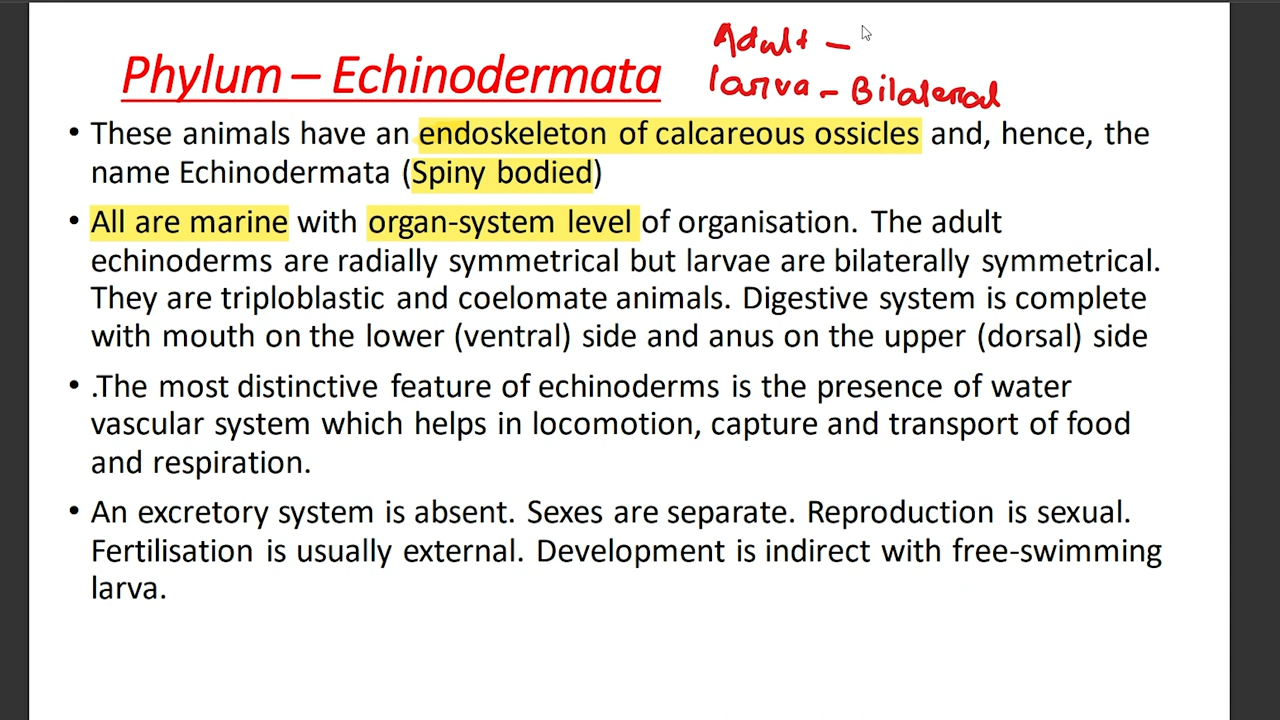 Adult -
Phylum – Echinodermata
larva - Bilateral
• These animals have an endoskeleton of calcareous ossicles and, hence, the
name Echinodermata (Spiny bodied)
• All are marine with organ-system level of organisation. The adult
echinoderms are radially symmetrical but larvae are bilaterally symmetrical.
They are triploblastic and coelomate animals. Digestive system is complete
with mouth on the lower (ventral) side and anus on the upper (dorsal) side
• .The most distinctive feature of echinoderms is the presence of water
vascular system which helps in locomotion, capture and transport of food
and respiration.
• An excretory system is absent. Sexes are separate. Reproduction is sexual.
Fertilisation is usually external. Development is indirect with free-swimming
larva.